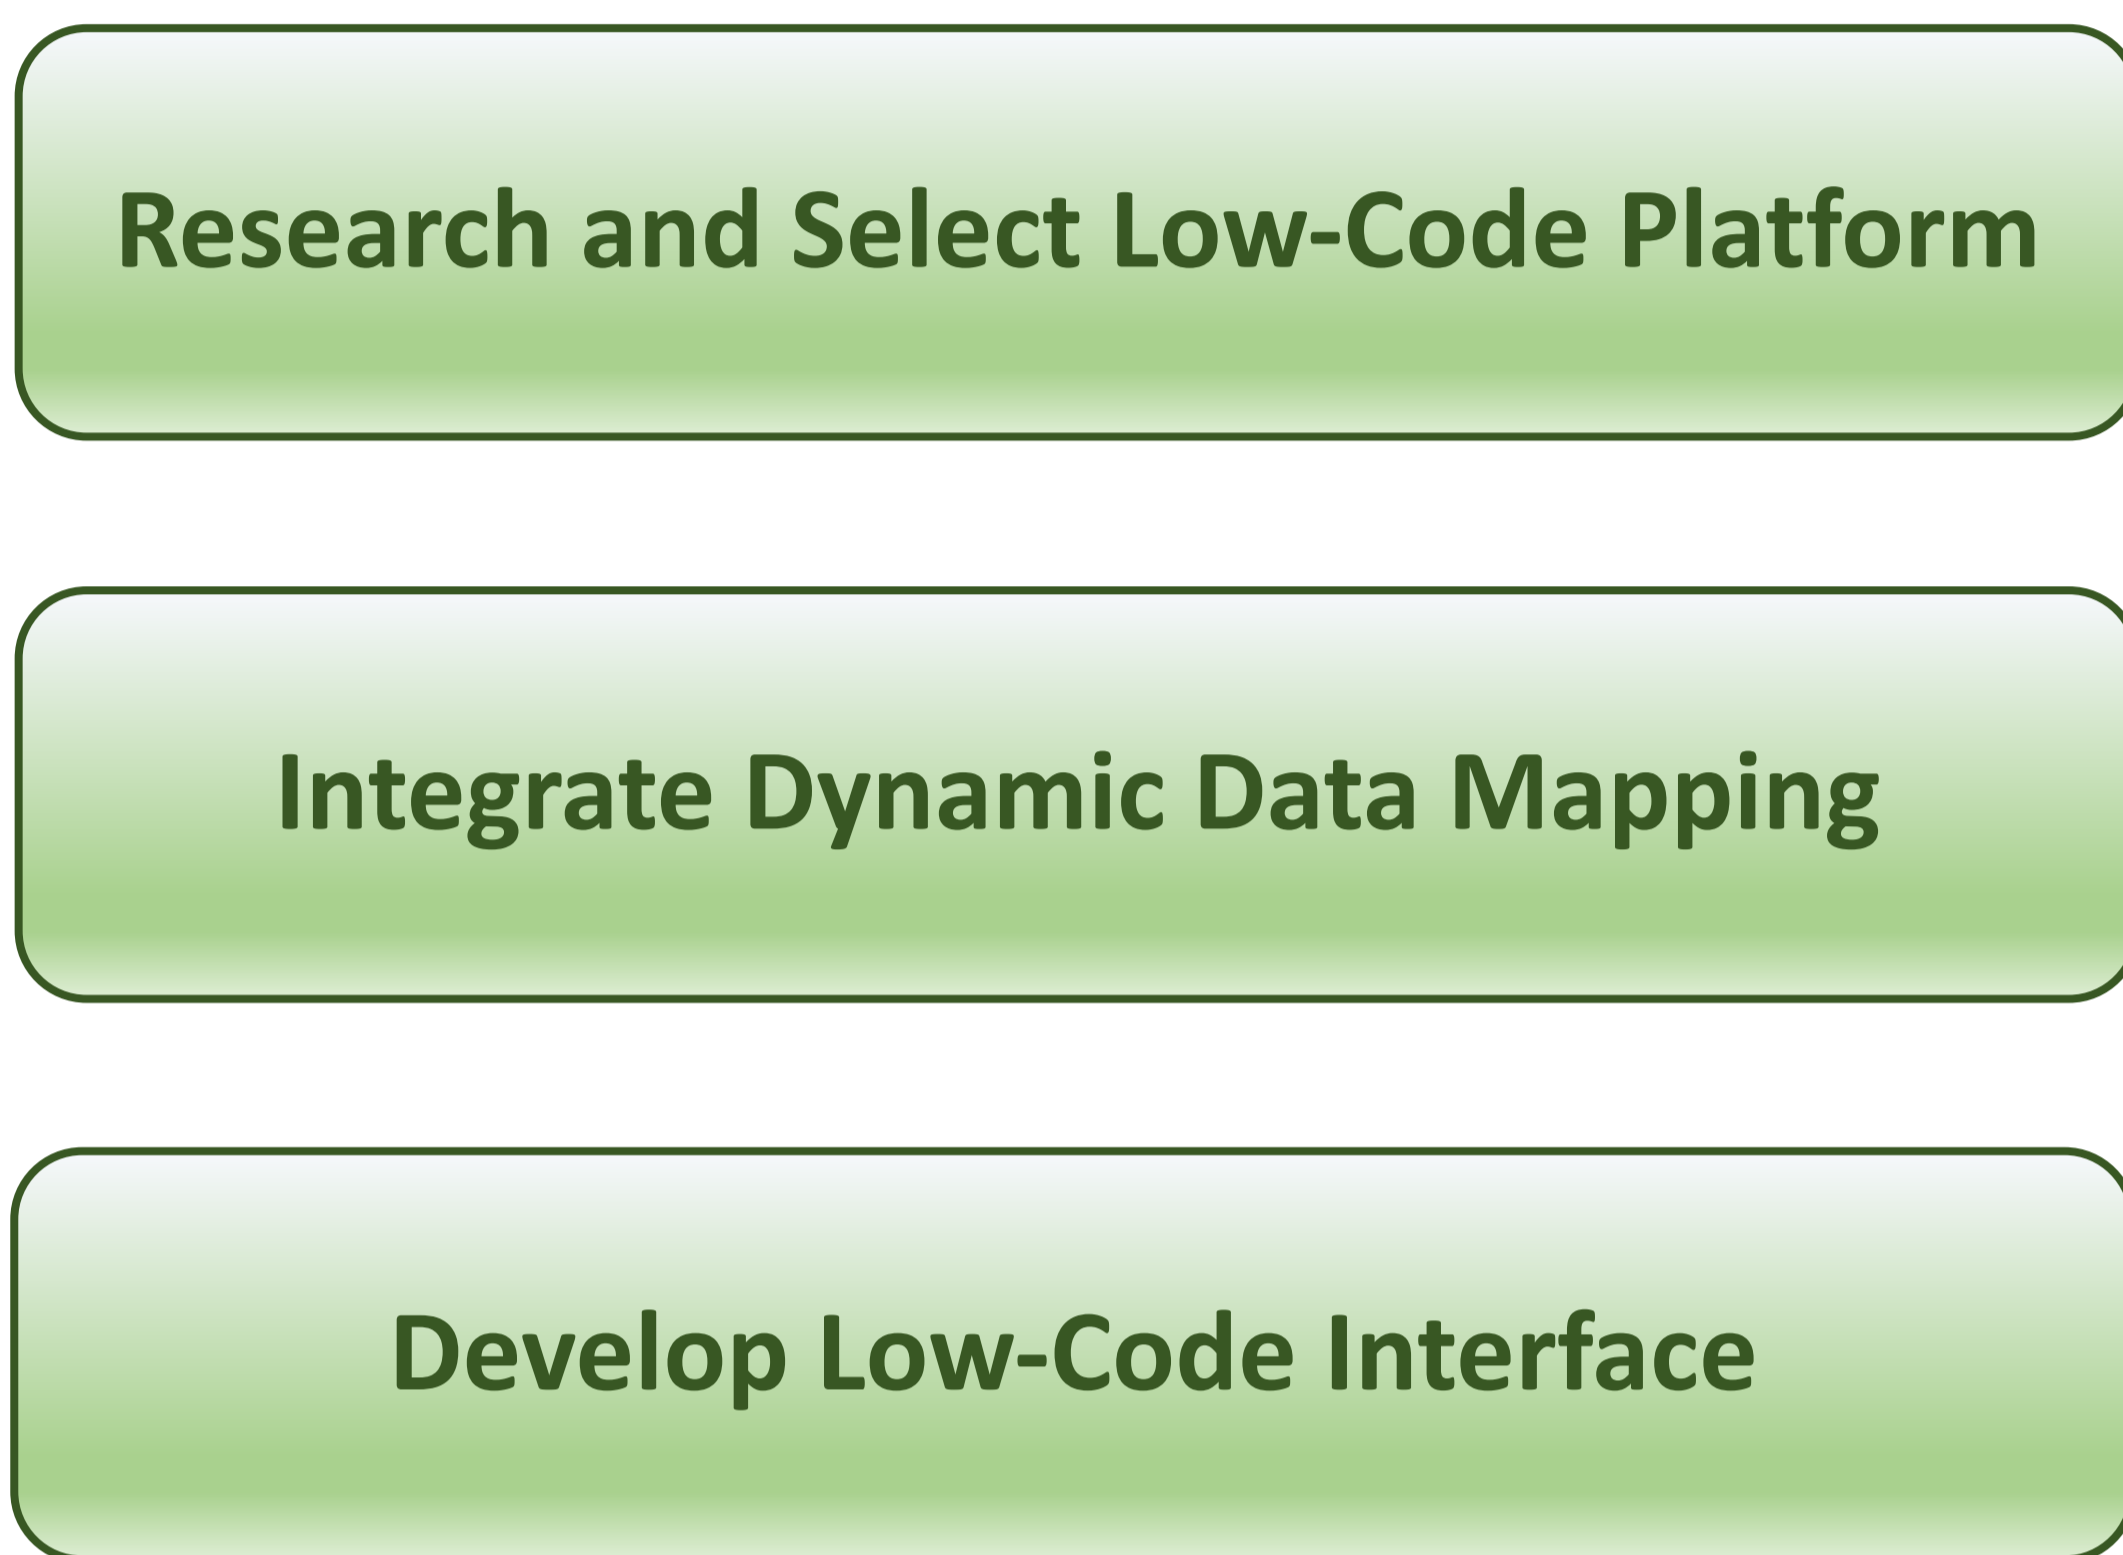 Research and Select Low-Code Platform
Integrate Dynamic Data Mapping
Develop Low-Code Interface